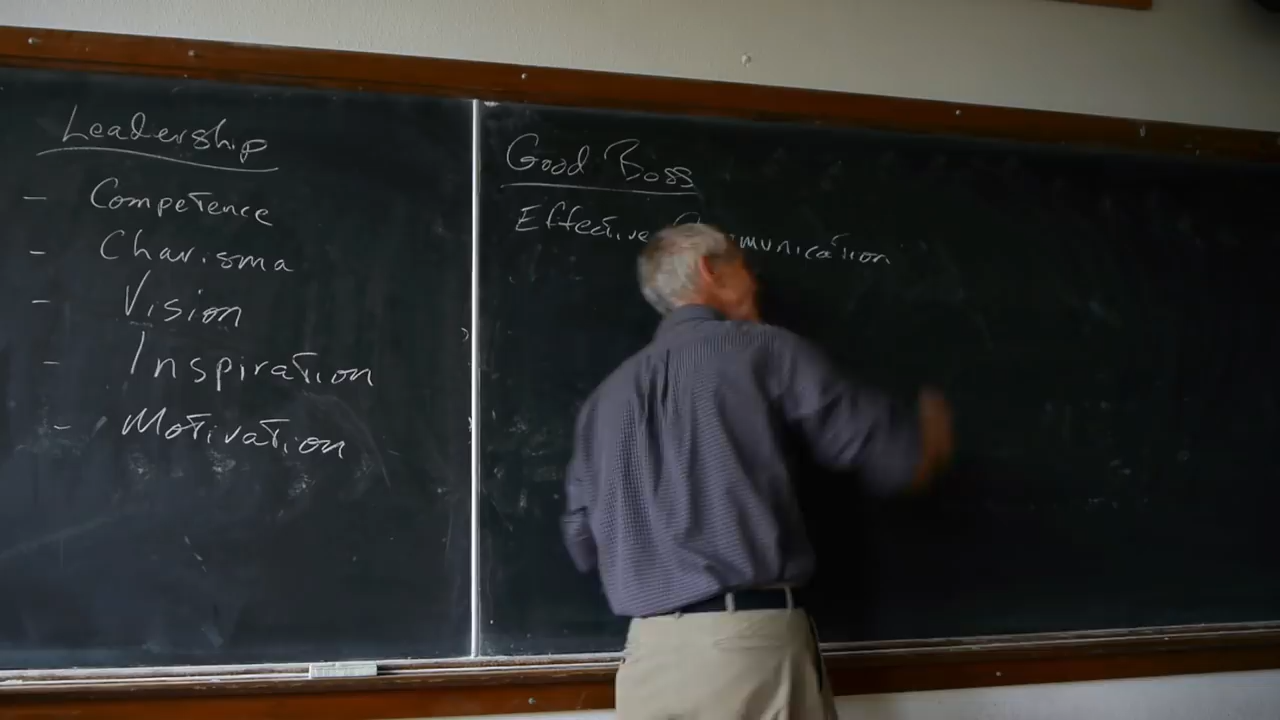 Leadership
- Competence
- Charisma
- Vision
- Inspiration
- Motivation
Good Boss
Effective